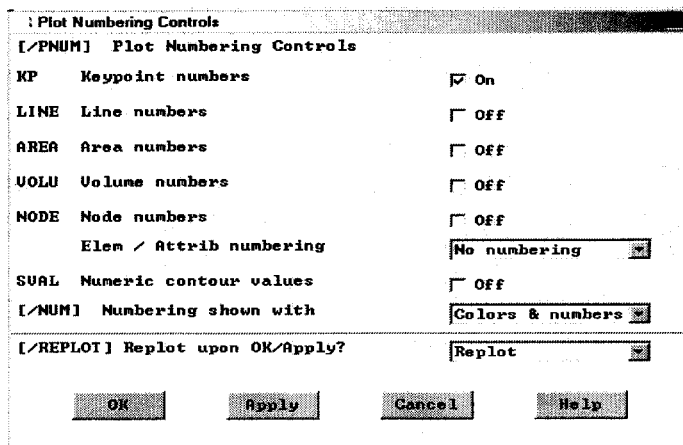 Plot Numbering Controls
[/PNUM] Plot Numbering Controls
KP Keypoint numbers On
LINE Line numbers Off
AREA Area numbers Off
VOLU Volume numbers Off
NODE Node numbers Off
Elem / Attrib numbering No numbering
SVAL Numeric contour values Off
[/NUM] Numbering shown with Colors & numbers
[/REPLOT] Replot upon OK/Apply? Replot
OK Apply Cancel Help